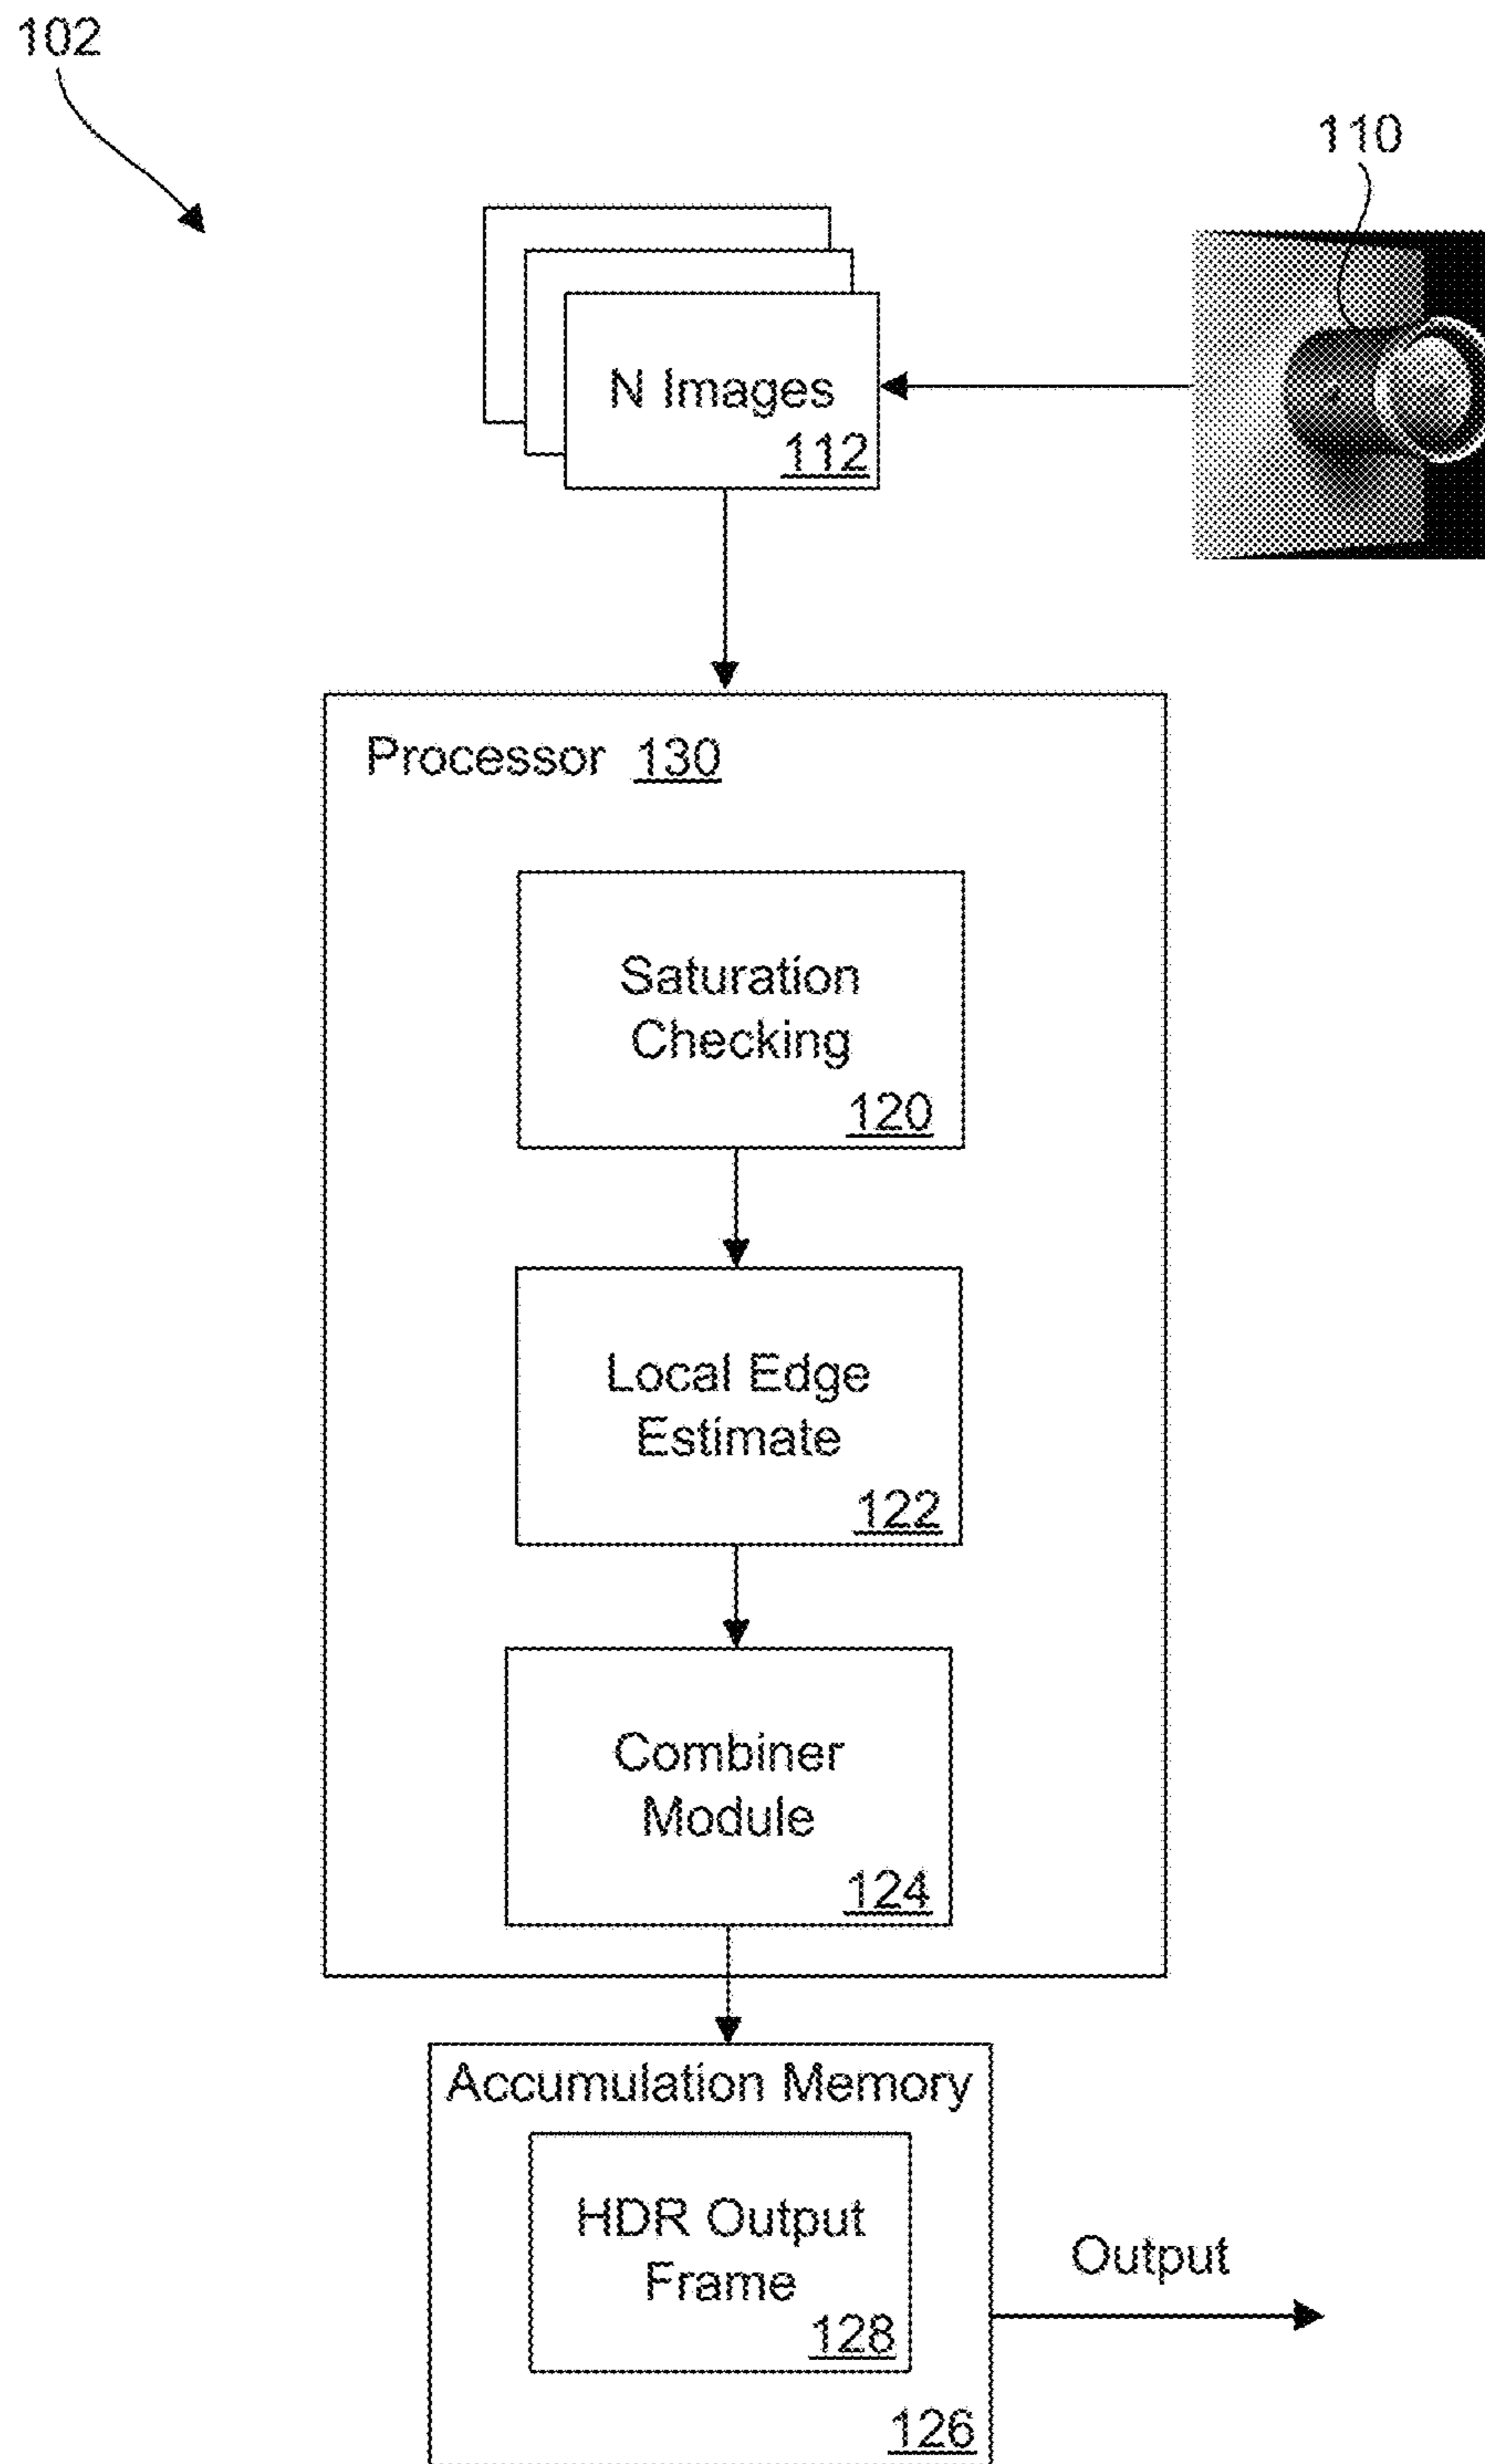 102
110
N Images
112
Processor 130
Saturation
Checking
120
Local Edge
Estimate
122
Combiner
Module
124
Accumulation Memory
HDR Output
Frame
128
Output
126